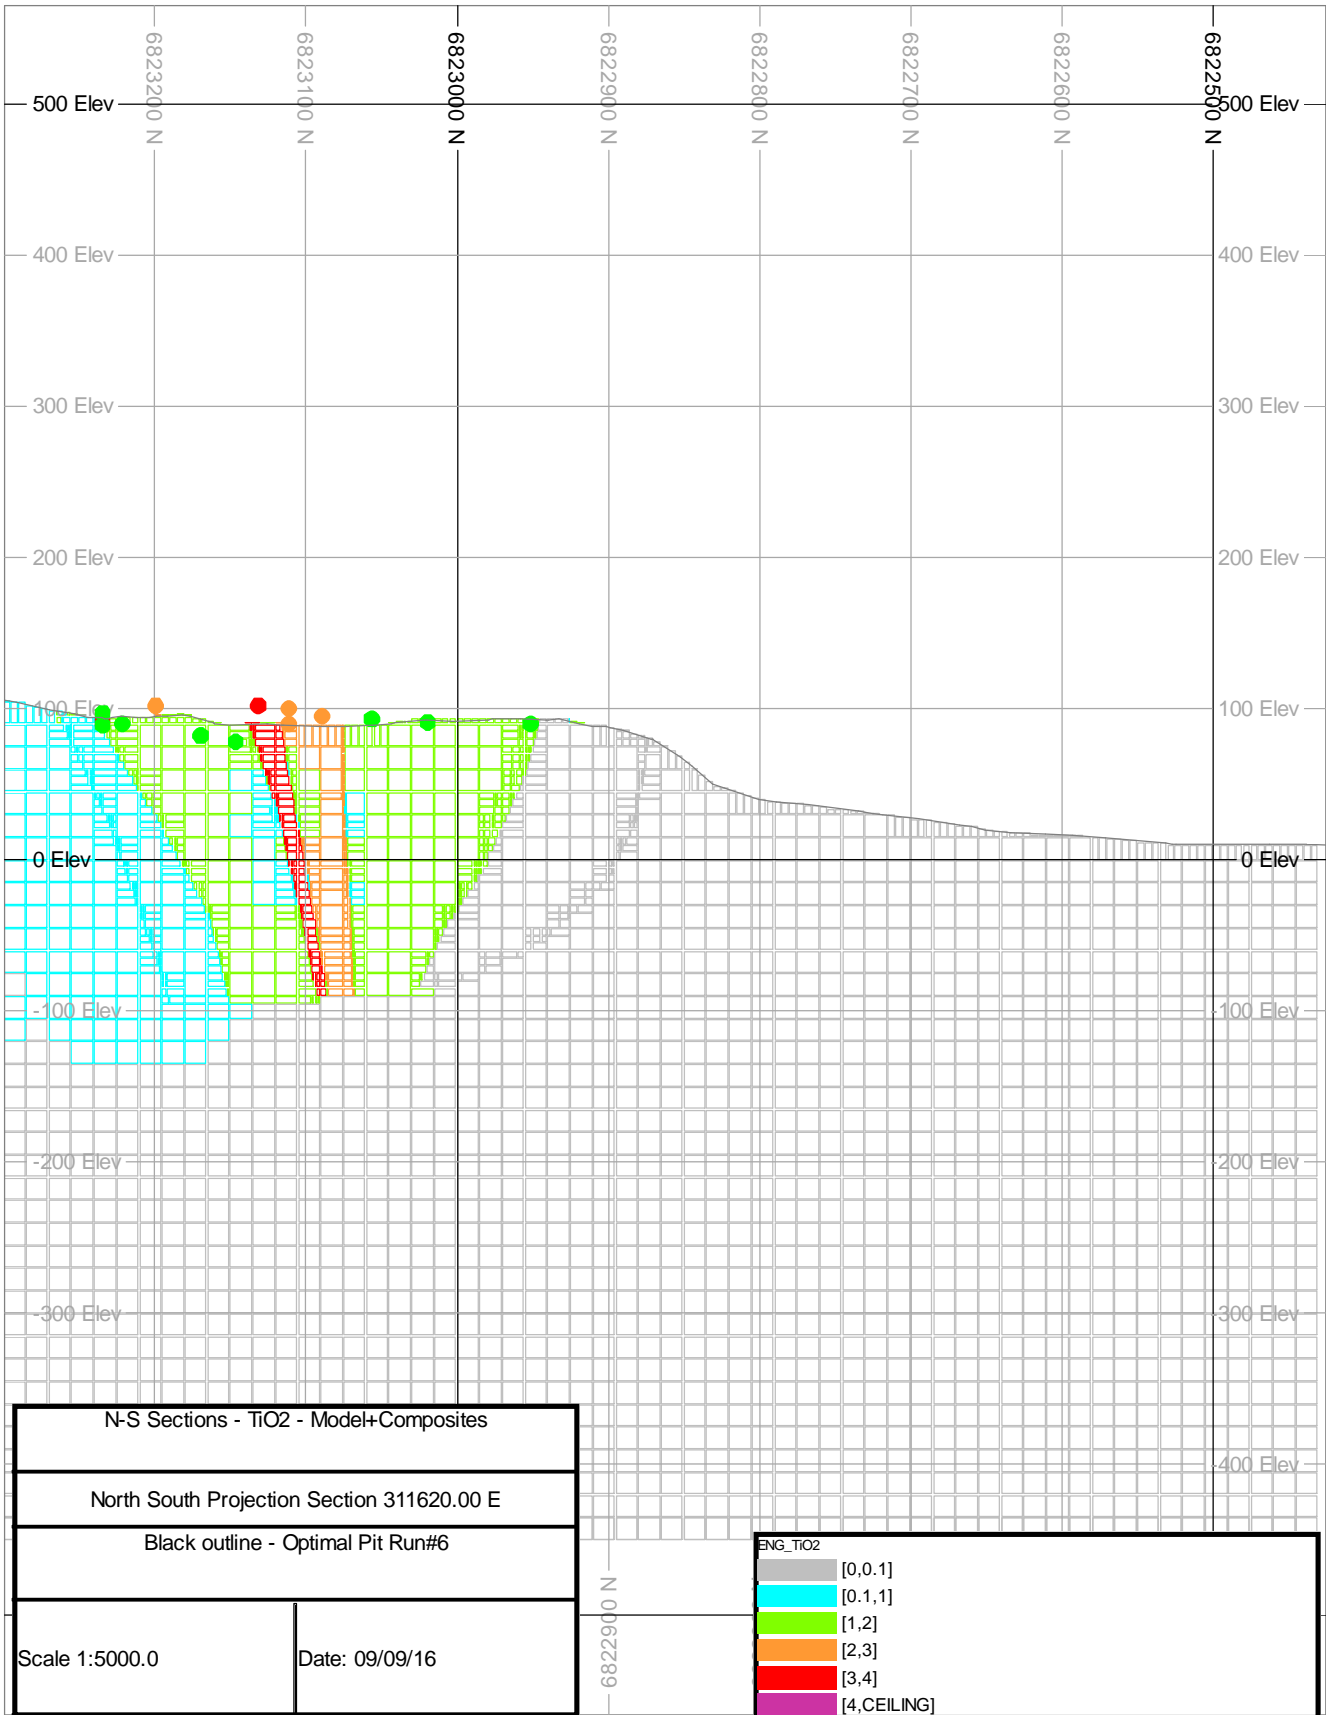 6823200 N
6823100 N
6823000 N
6822900 N
6822800 N
6822700 N
6822600 N
6822500 N
500 Elev
500 Elev
400 Elev
400 Elev
300 Elev
300 Elev
200 Elev
200 Elev
100 Elev
100 Elev
0 Elev
0 Elev
-100 Elev
-100 Elev
-200 Elev
-200 Elev
-300 Elev
-300 Elev
-400 Elev
6822900 N
N-S Sections - TiO2 - Model+Composites
North South Projection Section 311620.00 E
Black outline - Optimal Pit Run#6
Scale 1:5000.0
Date: 09/09/16
ENG_TiO2
[0,0.1]
[0.1,1]
[1,2]
[2,3]
[3,4]
[4,CEILING]